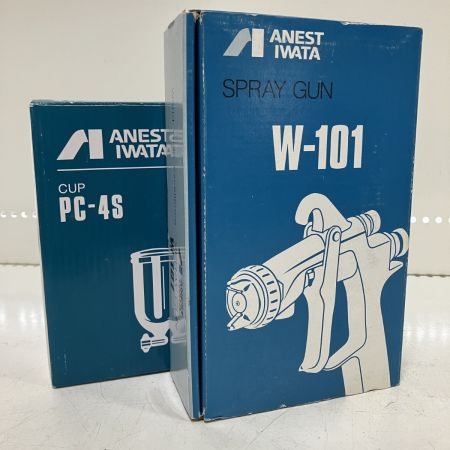 ANEST
IWATA
SPRAY GUN
W-101
ANEST
IWATA
CUP
PC-4S